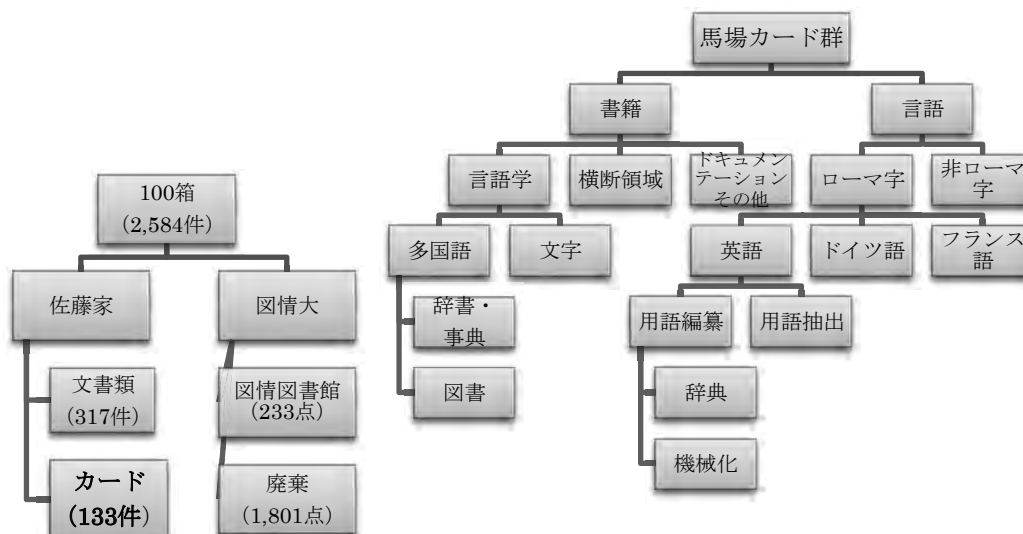 100箱
(2,584件)
佐藤家
図情大
文書類
(317件)
図情図書館
(233点)
カード
(133件)
廃棄
(1,801点)
馬場カード群
書籍
言語
言語学
横断領域
ドキュメン
テーション
その他
ローマ字
非ローマ
字
多国語
文字
英語
ドイツ語
フランス
語
辞書・
事典
図書
用語編纂
用語抽出
辞典
機械化